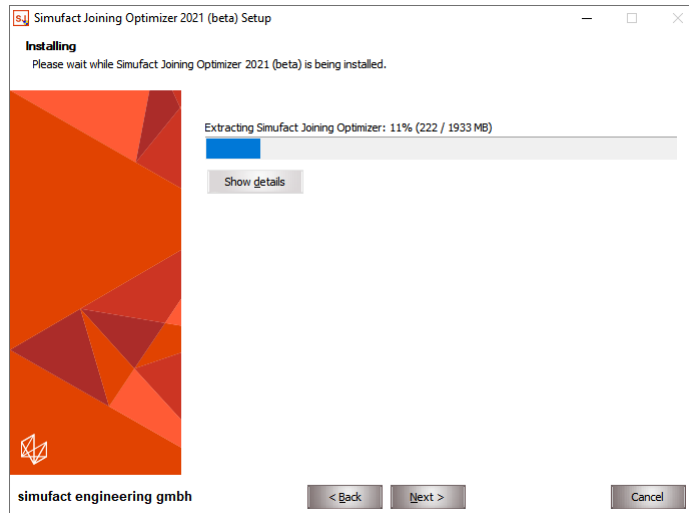 S↓ Simufact Joining Optimizer 2021 (beta) Setup
Installing
Please wait while Simufact Joining Optimizer 2021 (beta) is being installed.
Extracting Simufact Joining Optimizer: 11% (222 / 1933 MB)
Show details
simufact engineering gmbh
< Back Next > Cancel